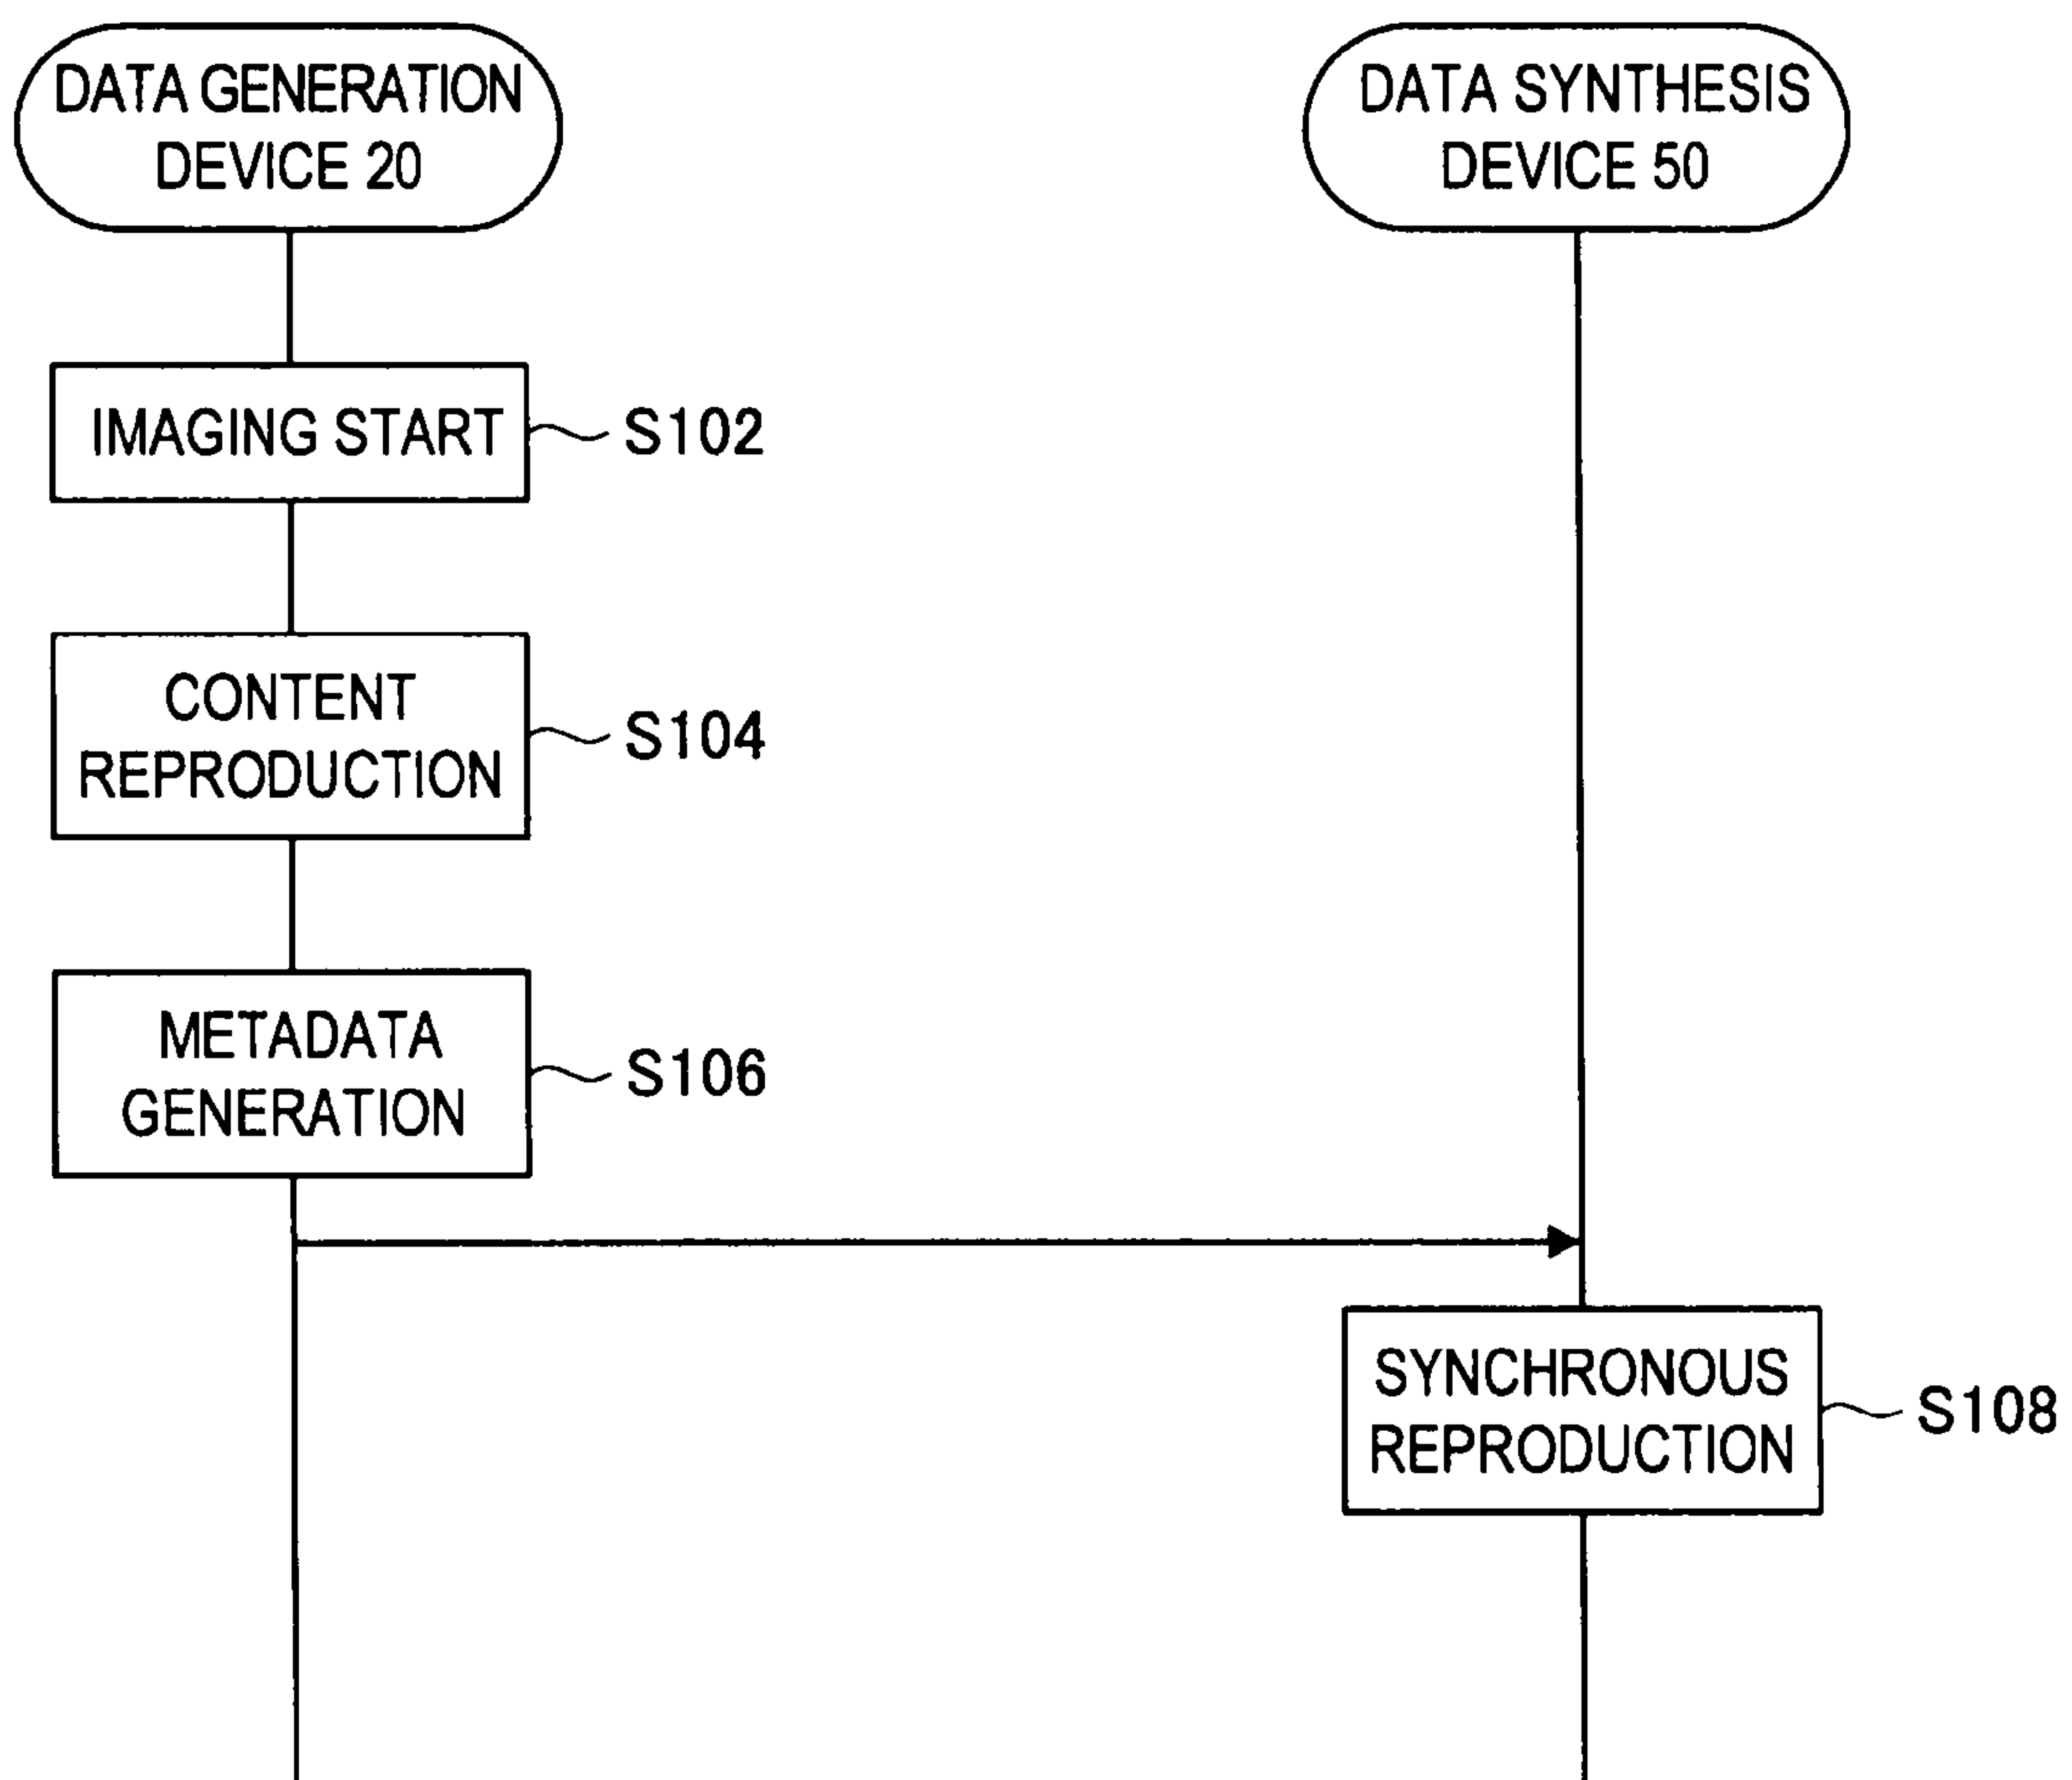 DATA GENERATION
DEVICE 20
DATA SYNTHESIS
DEVICE 50
IMAGING START
S102
CONTENT
REPRODUCTION
S104
METADATA
GENERATION
S106
SYNCHRONOUS
REPRODUCTION
S108